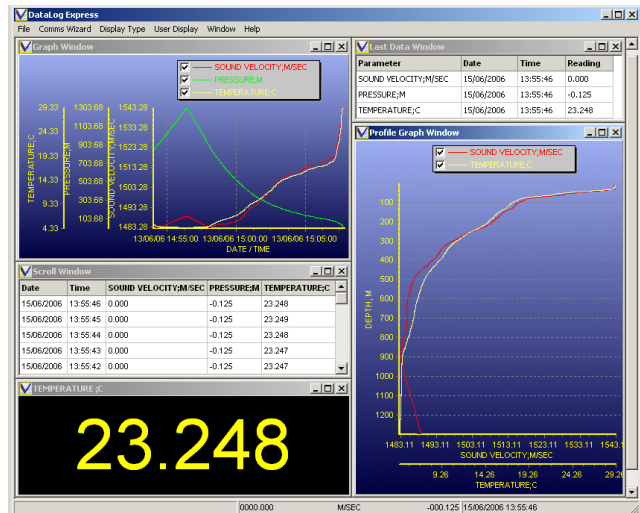 DataLog Express
File Comms Wizard Display Type User Display Window Help
Graph Window
SOUND VELOCITY;M/SEC
PRESSURE;M
TEMPERATURE;C
29.33 1303.68 1543.28
24.33 1103.68 1533.28
19.33 903.68 1523.28
14.33 703.68 1513.28
9.33 503.68 1503.28
4.33 303.68 1493.28
103.68 1483.28
TEMPERATURE;C
PRESSURE;M
SOUND VELOCITY;M/SEC
13/06/06 14:55:00 13/06/06 15:00:00 13/06/06 15:05:00
DATE / TIME
Last Data Window
Parameter Date Time Reading
SOUND VELOCITY;M/SEC 15/06/2006 13:55:46 0.000
PRESSURE;M 15/06/2006 13:55:46 -0.125
TEMPERATURE;C 15/06/2006 13:55:46 23.248
Profile Graph Window
SOUND VELOCITY;M/SEC
TEMPERATURE;C
100
200
300
400
500
600
700
800
900
1000
1100
1200
DEPTH, M
1483.11 1493.11 1503.11 1513.11 1523.11 1533.11 1543.1
SOUND VELOCITY;M/SEC
9.26 14.26 19.26 24.26 29.26
TEMPERATURE;C
Scroll Window
Date Time SOUND VELOCITY;M/SEC PRESSURE;M TEMPERATURE;C
15/06/2006 13:55:46 0.000 -0.125 23.248
15/06/2006 13:55:45 0.000 -0.125 23.249
15/06/2006 13:55:44 0.000 -0.125 23.248
15/06/2006 13:55:43 0.000 -0.125 23.247
15/06/2006 13:55:42 0.000 -0.125 23.247
TEMPERATURE ;C
23.248
0000.000 M/SEC -000.125 15/06/2006 13:55:46